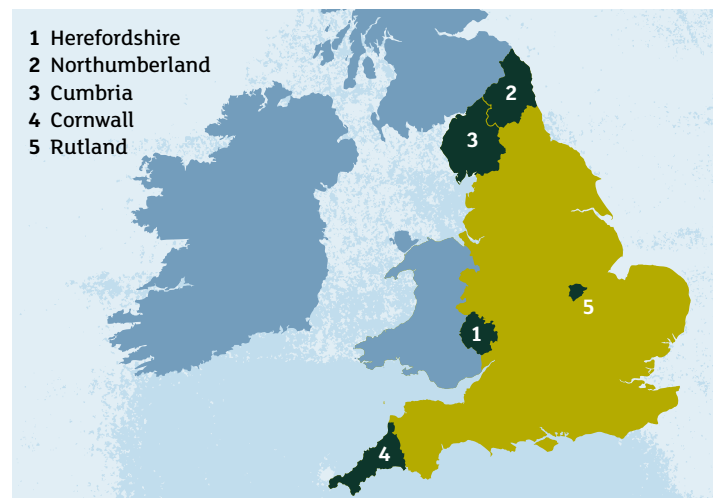 1 Herefordshire
2 Northumberland
3 Cumbria
4 Cornwall
5 Rutland
2
3
5
1
4